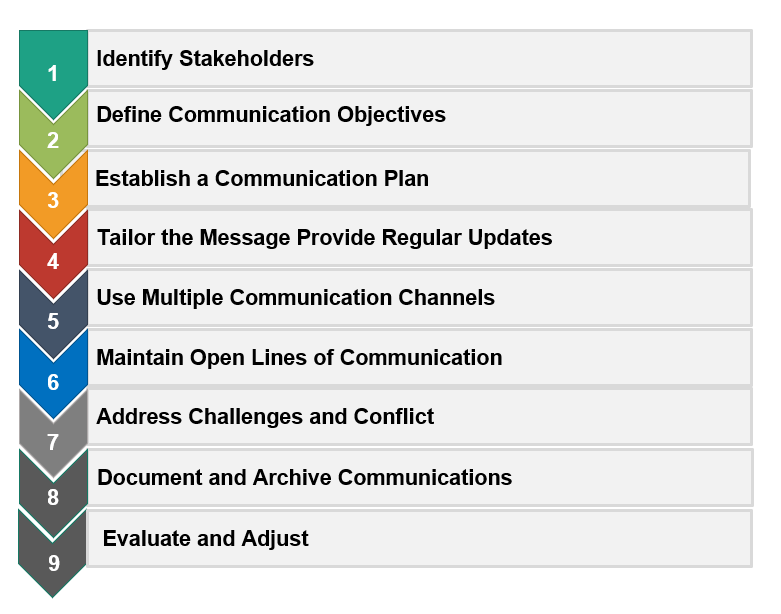 1 Identify Stakeholders
2 Define Communication Objectives
3 Establish a Communication Plan
4 Tailor the Message Provide Regular Updates
5 Use Multiple Communication Channels
6 Maintain Open Lines of Communication
7 Address Challenges and Conflict
8 Document and Archive Communications
9 Evaluate and Adjust